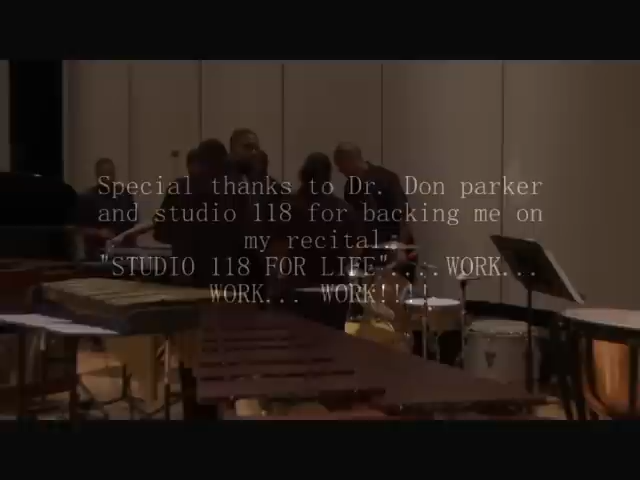 Special thanks to Dr. Don parker
and studio 118 for backing me on
my recital.
"STUDIO 118 FOR LIFE"....WORK...
WORK... WORK!!!!